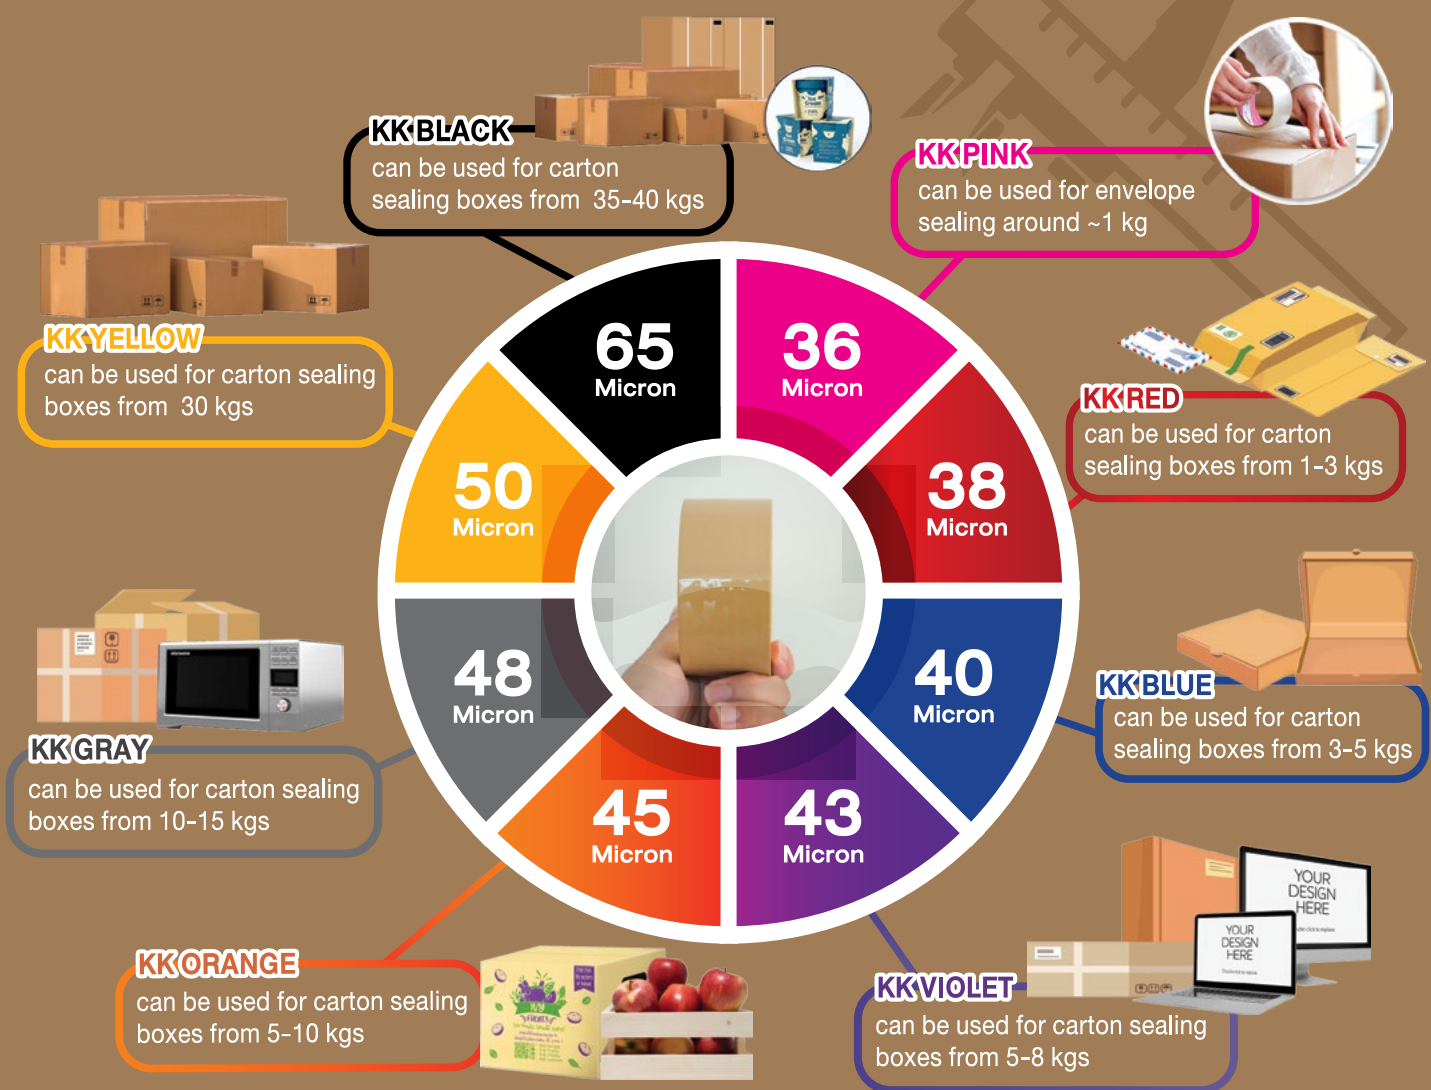 KK BLACK
can be used for carton
sealing boxes from 35-40 kgs
KK PINK
can be used for envelope
sealing around ~1 kg
KK YELLOW
can be used for carton sealing
boxes from 30 kgs
KK RED
can be used for carton
sealing boxes from 1-3 kgs
65
Micron
36
Micron
50
Micron
38
Micron
48
Micron
40
Micron
45
Micron
43
Micron
KK GRAY
can be used for carton sealing
boxes from 10-15 kgs
KK BLUE
can be used for carton
sealing boxes from 3-5 kgs
KK ORANGE
can be used for carton sealing
boxes from 5-10 kgs
KK VIOLET
can be used for carton sealing
boxes from 5-8 kgs
YOUR
DESIGN
HERE
YOUR
DESIGN
HERE
Cream